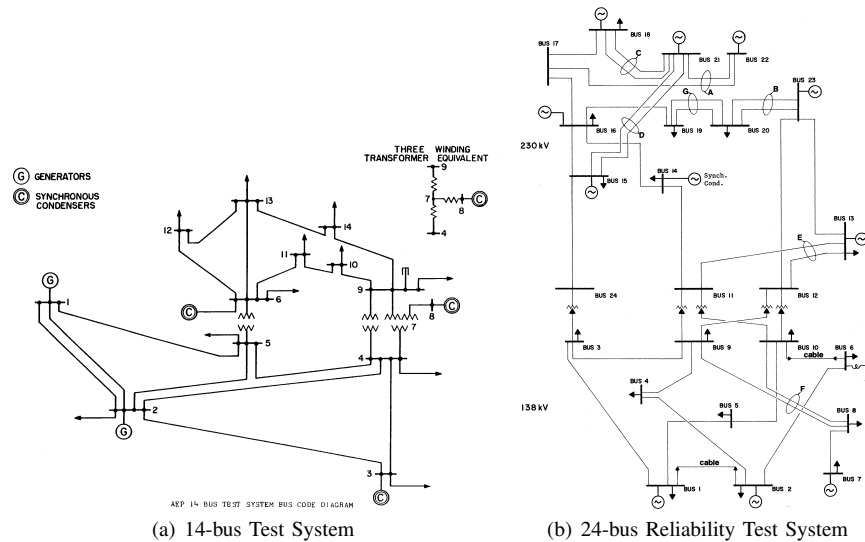 G GENERATORS
C SYNCHRONOUS
CONDENSERS
THREE WINDING
TRANSFORMER EQUIVALENT
9
7
8
C
4
13
14
12
11
10
9
C
6
C
8
7
G
1
5
4
2
G
3
C
AEP 14 BUS TEST SYSTEM BUS CODE DIAGRAM
(a) 14-bus Test System
BUS 18
BUS 17
BUS 21
BUS 22
C
A
BUS 23
G
B
BUS 16
BUS 19
BUS 20
D
230 kV
BUS 15
BUS 14
Synch.
Cond.
BUS 13
E
BUS 24
BUS 11
BUS 12
BUS 3
BUS 9
BUS 10
BUS 6
cable
BUS 4
BUS 5
F
BUS 8
138 kV
cable
BUS 7
BUS 1
BUS 2
(b) 24-bus Reliability Test System